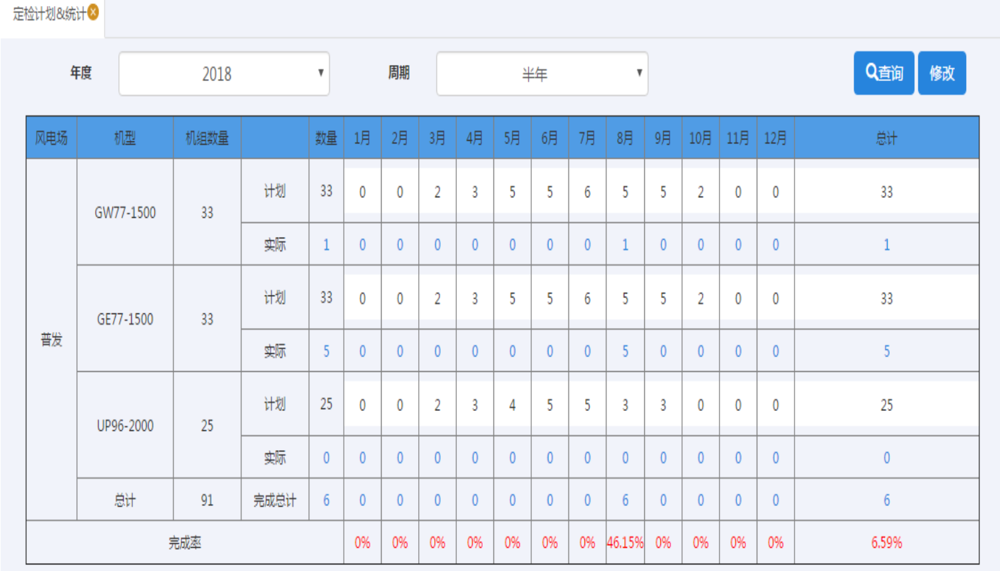 定检计划&统计
年度 2018 周期 半年 查询 修改
风电场 机型 机组数量 数量 1月 2月 3月 4月 5月 6月 7月 8月 9月 10月 11月 12月 总计
普发 GW77-1500 33 计划 33 0 0 2 3 5 5 6 5 5 2 0 0 33
实际 1 0 0 0 0 0 0 0 1 0 0 0 0 1
GE77-1500 33 计划 33 0 0 2 3 5 5 6 5 5 2 0 0 33
实际 5 0 0 0 0 0 0 0 5 0 0 0 0 5
UP96-2000 25 计划 25 0 0 2 3 4 5 5 3 3 0 0 0 25
实际 0 0 0 0 0 0 0 0 0 0 0 0 0 0
总计 91 完成总计 6 0 0 0 0 0 0 0 6 0 0 0 0 6
完成率 0% 0% 0% 0% 0% 0% 0% 46.15% 0% 0% 0% 0% 6.59%